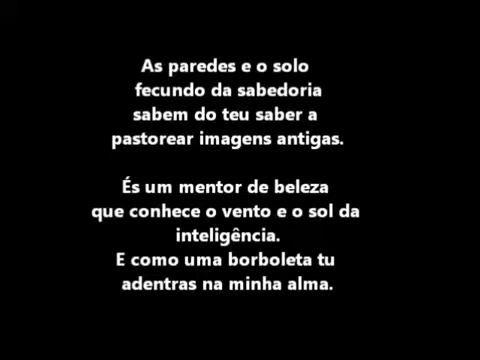 As paredes e o solo
fecundo da sabedoria
sabem do teu saber a
pastorear imagens antigas.
És um mentor de beleza
que conhece o vento e o sol da
inteligência.
E como uma borboleta tu
adentras na minha alma.